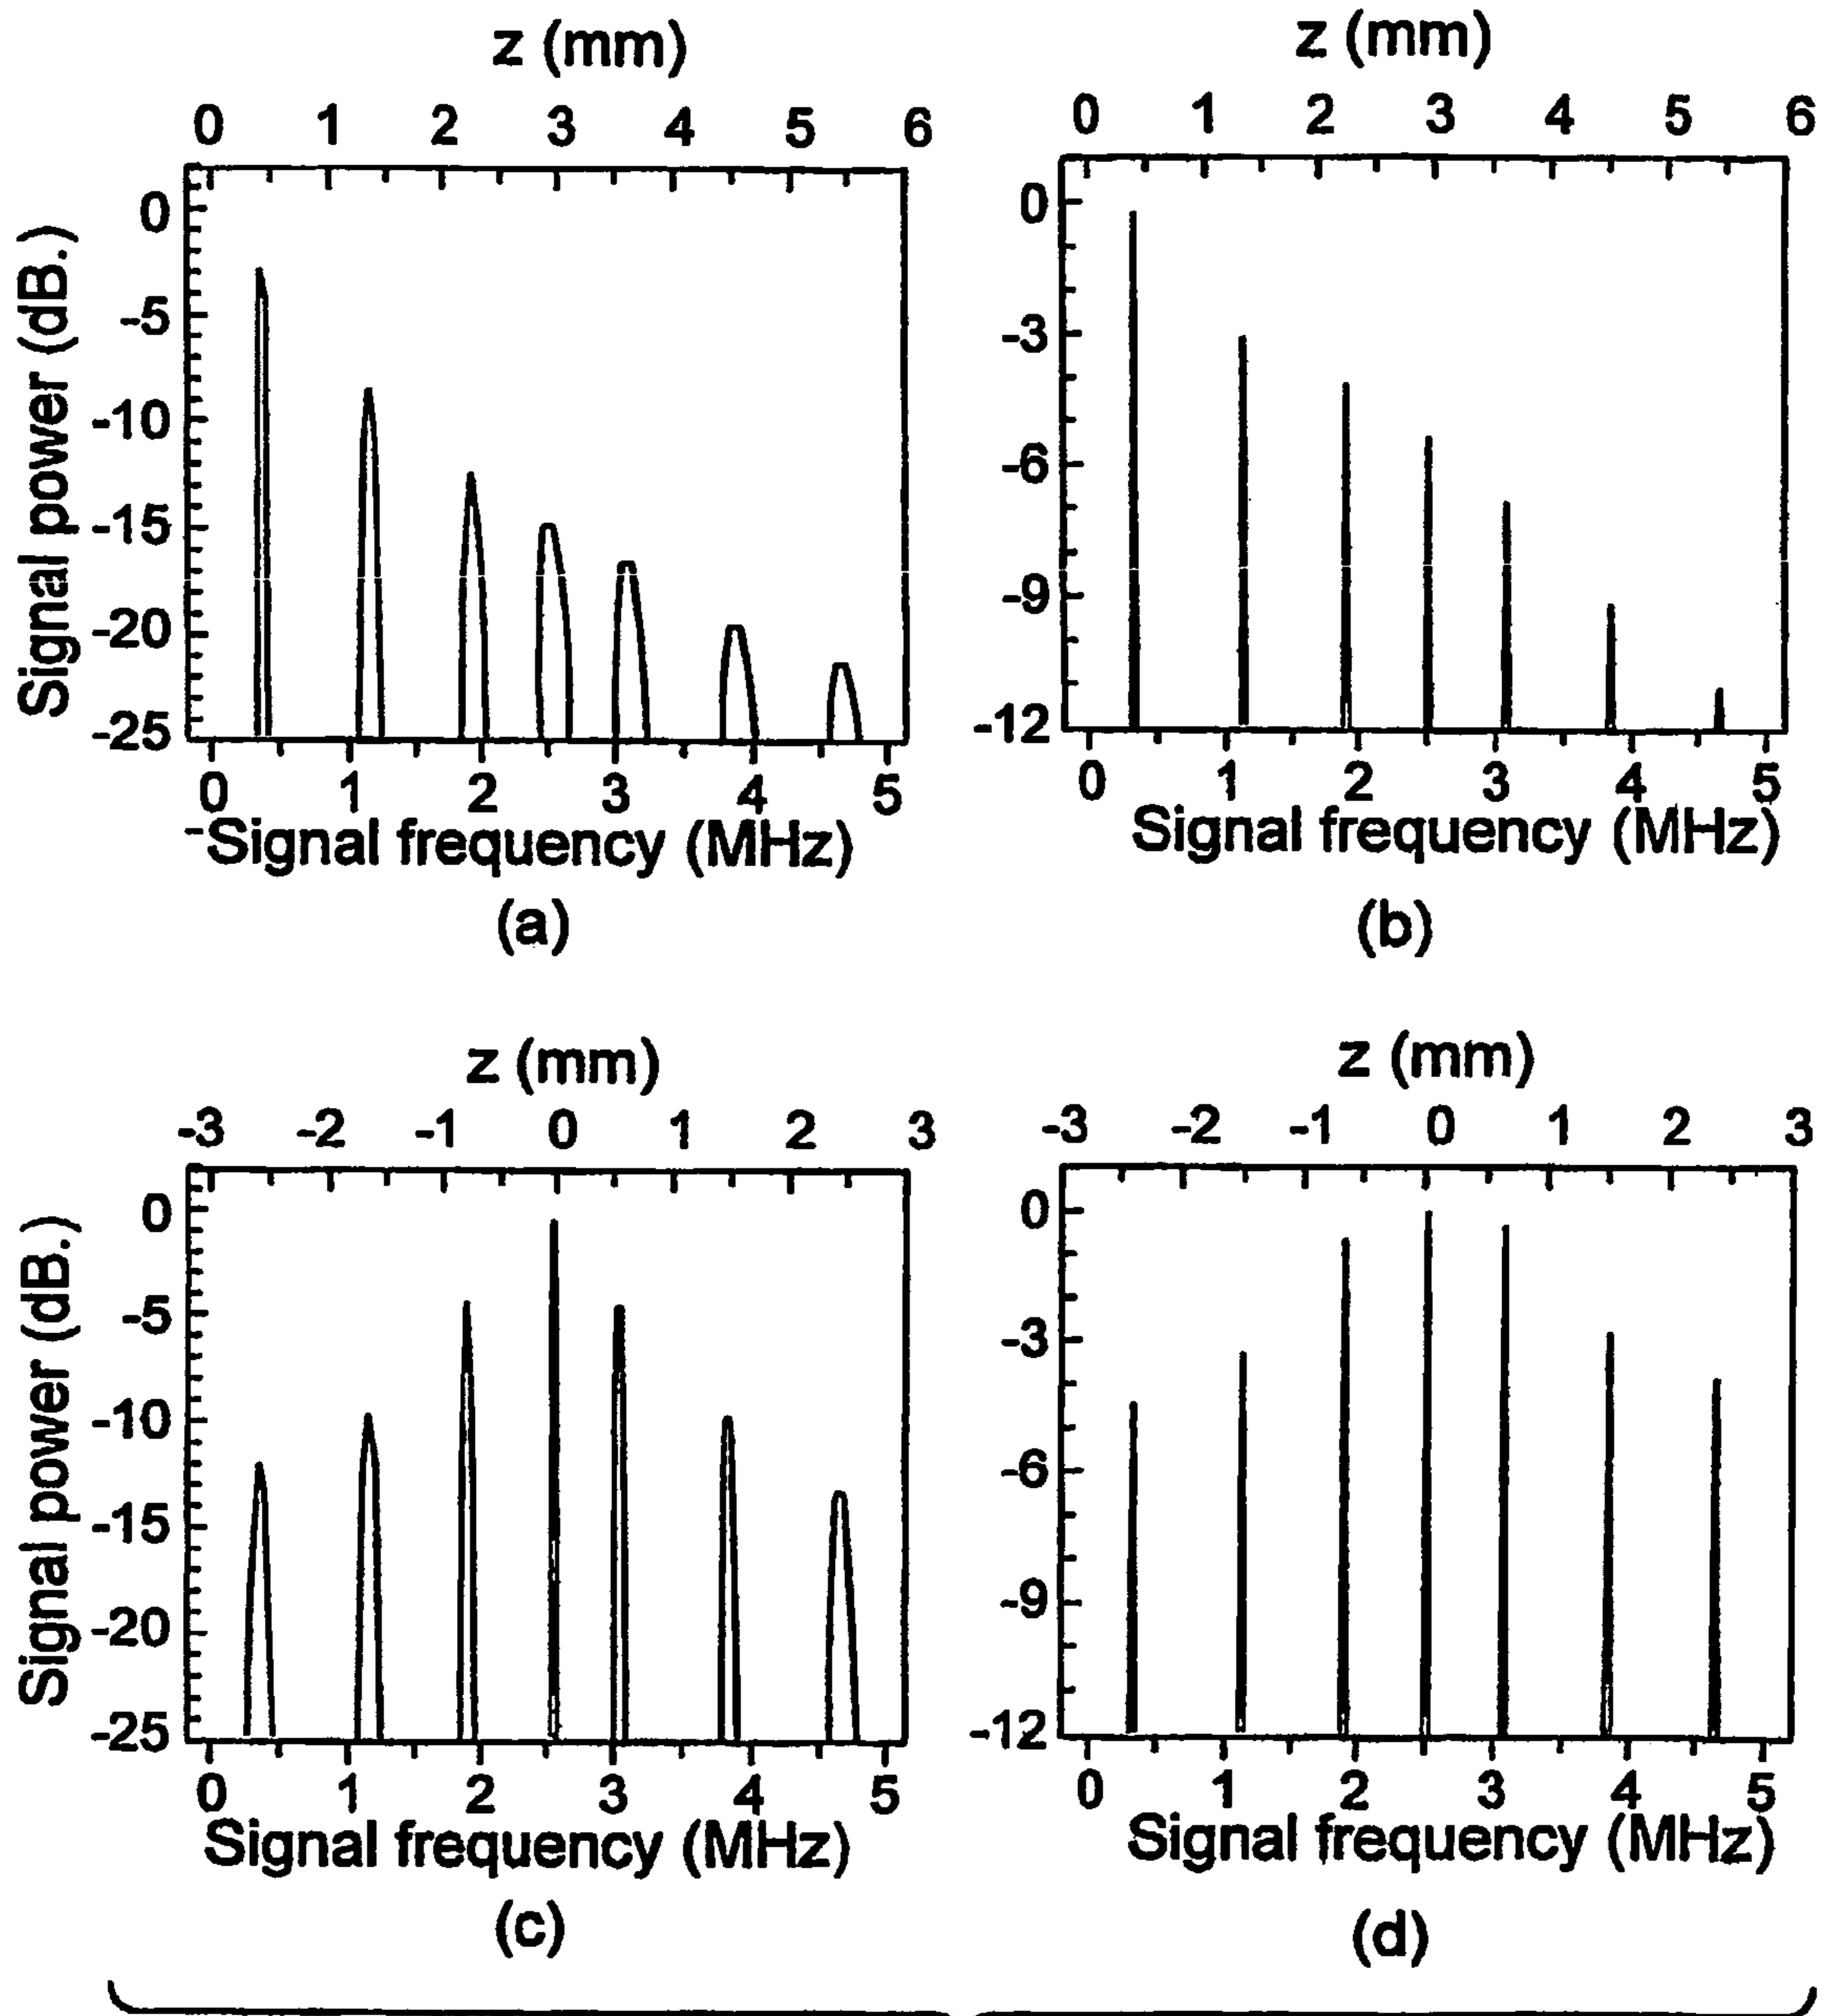 z (mm)
0 1 2 3 4 5 6
Signal power (dB.)
0
-5
-10
-15
-20
-25
0 1 2 3 4 5
-Signal frequency (MHz)
(a)
z (mm)
0 1 2 3 4 5 6
0
-3
-6
-9
-12
0 1 2 3 4 5
Signal frequency (MHz)
(b)
z (mm)
-3 -2 -1 0 1 2 3
Signal power (dB.)
0
-5
-10
-15
-20
-25
0 1 2 3 4 5
Signal frequency (MHz)
(c)
z (mm)
-3 -2 -1 0 1 2 3
0
-3
-6
-9
-12
0 1 2 3 4 5
Signal frequency (MHz)
(d)